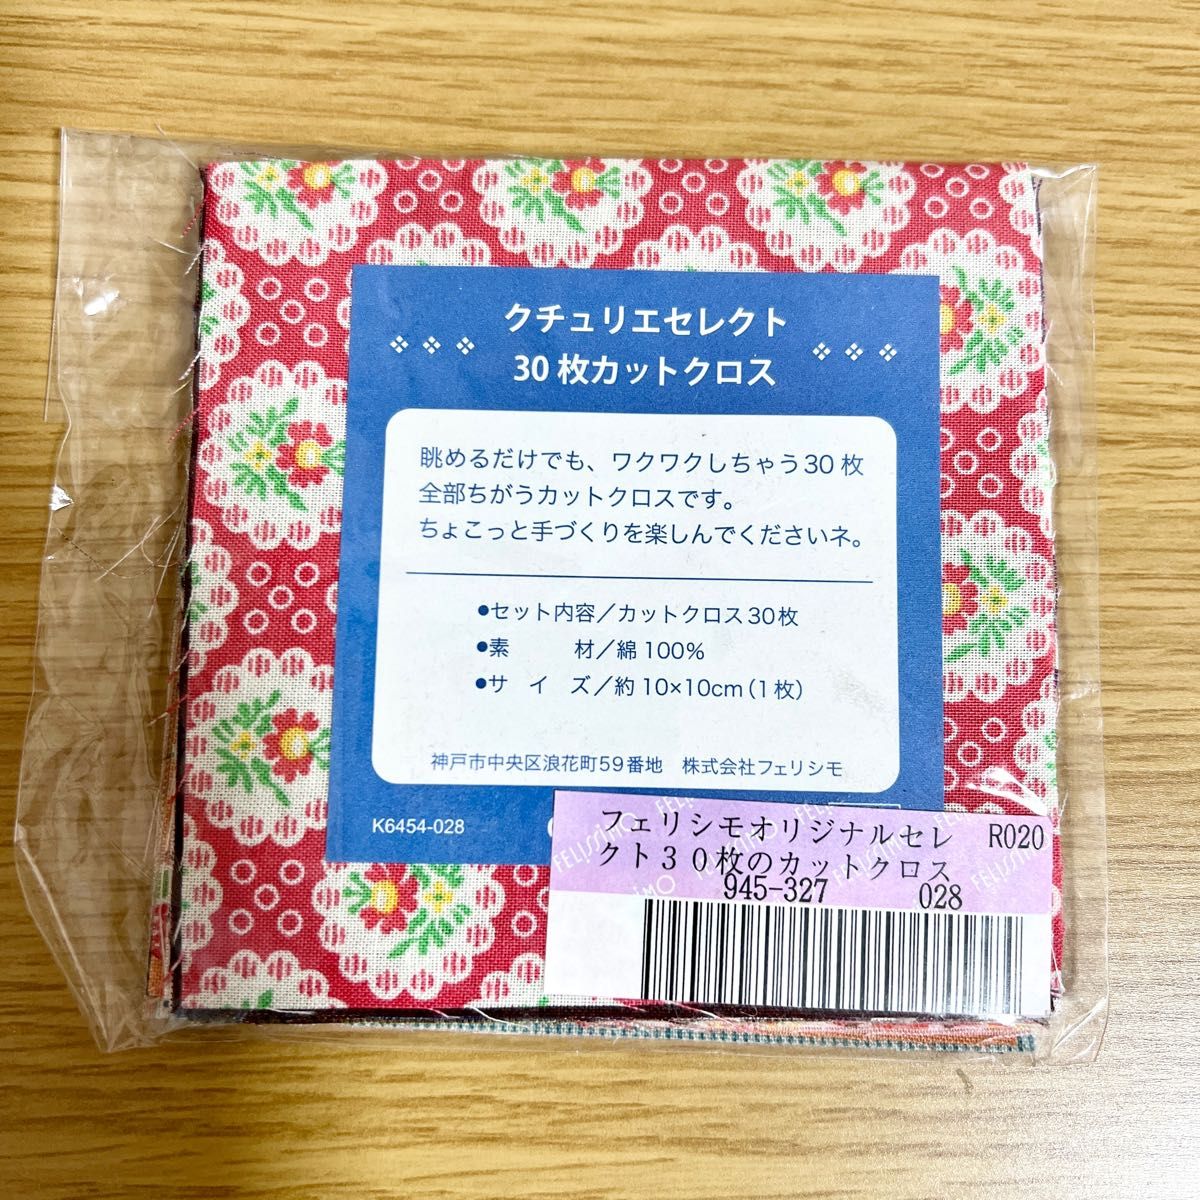 クチュリエセレクト
30枚カットクロス
眺めるだけでも、ワクワクしちゃう30枚
全部ちがうカットクロスです。
ちょこっと手づくりを楽しんでくださいネ。
●セット内容／カットクロス30枚
●素　　材／綿100％
●サ イ ズ／約10×10cm（1枚）
神戸市中央区浪花町59番地　株式会社フェリシモ
K6454-028
フェリシモオリジナルセレ R020
クト３０枚のカットクロス
945-327 028
FELISSIMO